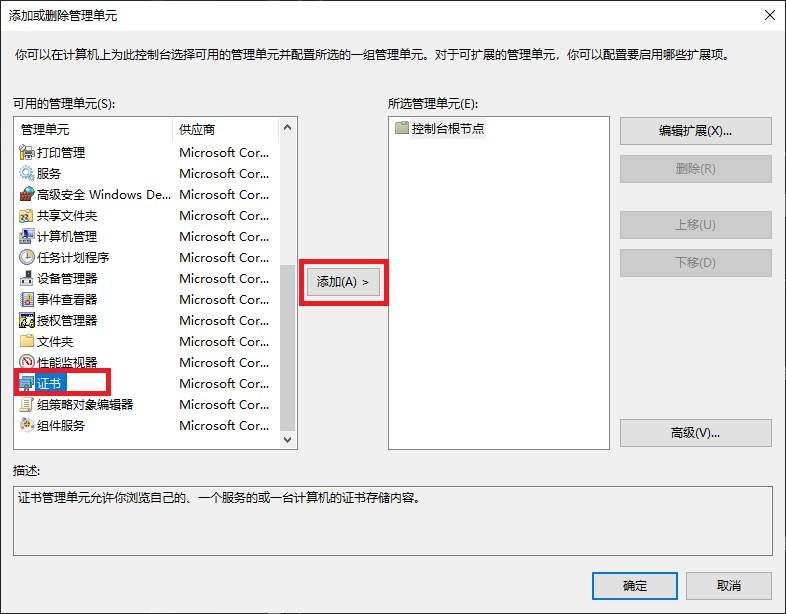 添加或删除管理单元
你可以在计算机上为此控制台选择可用的管理单元并配置所选的一组管理单元。对于可扩展的管理单元，你可以配置要启用哪些扩展项。
可用的管理单元(S):
管理单元 供应商
打印管理 Microsoft Cor...
服务 Microsoft Cor...
高级安全 Windows De... Microsoft Cor...
共享文件夹 Microsoft Cor...
计算机管理 Microsoft Cor...
任务计划程序 Microsoft Cor...
设备管理器 Microsoft Cor...
事件查看器 Microsoft Cor...
授权管理器 Microsoft Cor...
文件夹 Microsoft Cor...
性能监视器 Microsoft Cor...
证书 Microsoft Cor...
组策略对象编辑器 Microsoft Cor...
组件服务 Microsoft Cor...
添加(A) >
所选管理单元(E):
控制台根节点
编辑扩展(X)...
删除(R)
上移(U)
下移(D)
高级(V)...
描述:
证书管理单元允许你浏览自己的、一个服务的或一台计算机的证书存储内容。
确定
取消